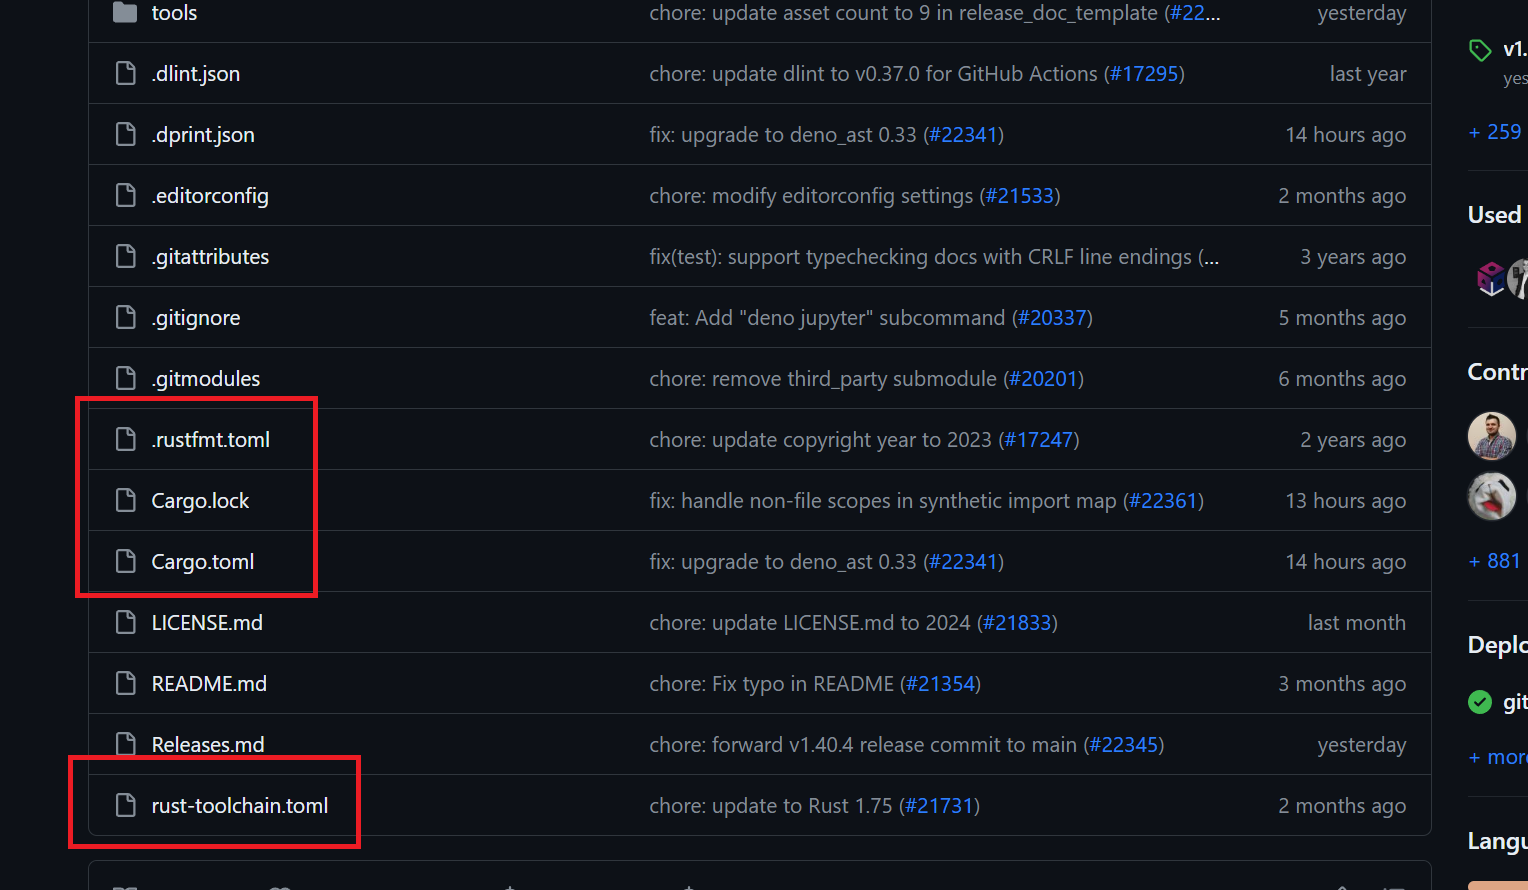 tools chore: update asset count to 9 in release_doc_template (#22... yesterday
.dlint.json chore: update dlint to v0.37.0 for GitHub Actions (#17295) last year
.dprint.json fix: upgrade to deno_ast 0.33 (#22341) 14 hours ago
.editorconfig chore: modify editorconfig settings (#21533) 2 months ago
.gitattributes fix(test): support typechecking docs with CRLF line endings (... 3 years ago
.gitignore feat: Add "deno jupyter" subcommand (#20337) 5 months ago
.gitmodules chore: remove third_party submodule (#20201) 6 months ago
.rustfmt.toml chore: update copyright year to 2023 (#17247) 2 years ago
Cargo.lock fix: handle non-file scopes in synthetic import map (#22361) 13 hours ago
Cargo.toml fix: upgrade to deno_ast 0.33 (#22341) 14 hours ago
LICENSE.md chore: update LICENSE.md to 2024 (#21833) last month
README.md chore: Fix typo in README (#21354) 3 months ago
Releases.md chore: forward v1.40.4 release commit to main (#22345) yesterday
rust-toolchain.toml chore: update to Rust 1.75 (#21731) 2 months ago
v1.
yes
+ 259
Used
Contr
+ 881
Deplo
git
+ more
Langu